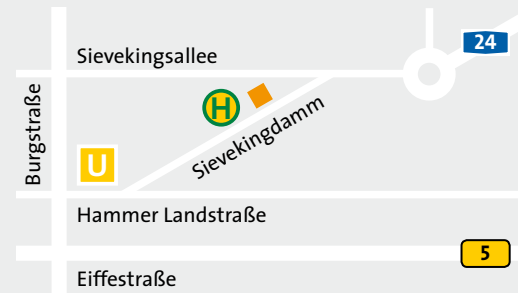 24
Sievekingsallee
H
Burgstraße
Sievekingdamm
U
Hammer Landstraße
5
Eiffestraße